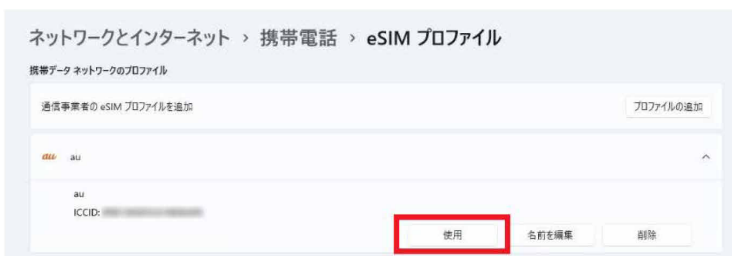 ネットワークとインターネット › 携帯電話 › eSIM プロファイル
携帯データ ネットワークのプロファイル
通信事業者の eSIM プロファイルを追加 プロファイルの追加
au au
au
ICCID:
使用 名前を編集 削除